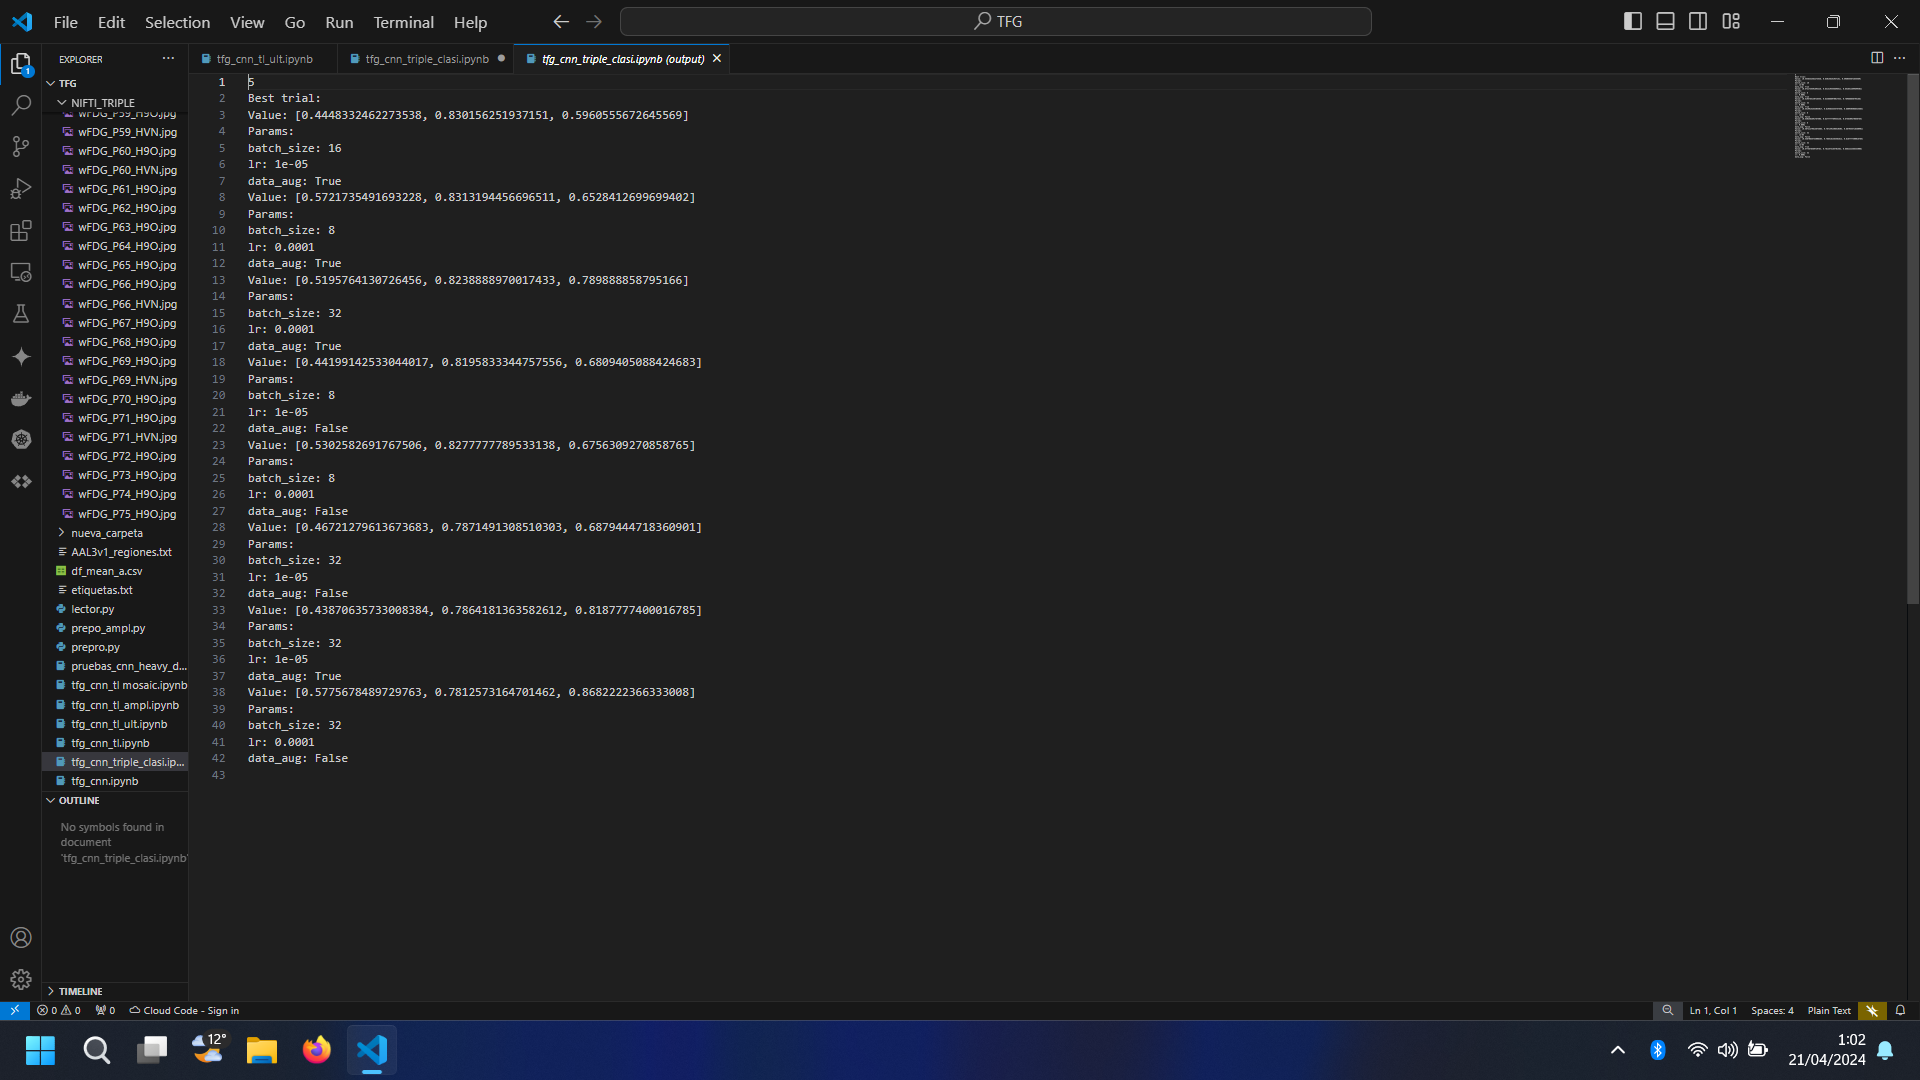 File Edit Selection View Go Run Terminal Help
TFG
EXPLORER
tfg_cnn_tl_ult.ipynb
tfg_cnn_triple_clasi.ipynb
tfg_cnn_triple_clasi.ipynb (output)
TFG
NIFTI_TRIPLE
wFDG_P59_H9O.jpg
wFDG_P59_HVN.jpg
wFDG_P60_H9O.jpg
wFDG_P60_HVN.jpg
wFDG_P61_H9O.jpg
wFDG_P62_H9O.jpg
wFDG_P63_H9O.jpg
wFDG_P64_H9O.jpg
wFDG_P65_H9O.jpg
wFDG_P66_H9O.jpg
wFDG_P66_HVN.jpg
wFDG_P67_H9O.jpg
wFDG_P68_H9O.jpg
wFDG_P69_H9O.jpg
wFDG_P69_HVN.jpg
wFDG_P70_H9O.jpg
wFDG_P71_H9O.jpg
wFDG_P71_HVN.jpg
wFDG_P72_H9O.jpg
wFDG_P73_H9O.jpg
wFDG_P74_H9O.jpg
wFDG_P75_H9O.jpg
nueva_carpeta
AAL3v1_regiones.txt
df_mean_a.csv
etiquetas.txt
lector.py
prepo_ampl.py
prepro.py
pruebas_cnn_heavy_d...
tfg_cnn_tl mosaic.ipynb
tfg_cnn_tl_ampl.ipynb
tfg_cnn_tl_ult.ipynb
tfg_cnn_tl.ipynb
tfg_cnn_triple_clasi.ip...
tfg_cnn.ipynb
OUTLINE
No symbols found in
document
'tfg_cnn_triple_clasi.ipynb'
TIMELINE
1 5
2 Best trial:
3 Value: [0.4448332462273538, 0.830156251937151, 0.5960555672645569]
4 Params:
5 batch_size: 16
6 lr: 1e-05
7 data_aug: True
8 Value: [0.5721735491693228, 0.8313194456696511, 0.6528412699699402]
9 Params:
10 batch_size: 8
11 lr: 0.0001
12 data_aug: True
13 Value: [0.5195764130726456, 0.8238888970017433, 0.789888858795166]
14 Params:
15 batch_size: 32
16 lr: 0.0001
17 data_aug: True
18 Value: [0.44199142533044017, 0.8195833344757556, 0.6809405088424683]
19 Params:
20 batch_size: 8
21 lr: 1e-05
22 data_aug: False
23 Value: [0.5302582691767506, 0.8277777789533138, 0.6756309270858765]
24 Params:
25 batch_size: 8
26 lr: 0.0001
27 data_aug: False
28 Value: [0.46721279613673683, 0.7871491308510303, 0.6879444718360901]
29 Params:
30 batch_size: 32
31 lr: 1e-05
32 data_aug: False
33 Value: [0.43870635733008384, 0.7864181363582612, 0.8187777400016785]
34 Params:
35 batch_size: 32
36 lr: 1e-05
37 data_aug: True
38 Value: [0.5775678489729763, 0.7812573164701462, 0.8682222366333008]
39 Params:
40 batch_size: 32
41 lr: 0.0001
42 data_aug: False
43
0 0 0 Cloud Code - Sign in
Ln 1, Col 1 Spaces: 4 Plain Text
12°
1:02
21/04/2024